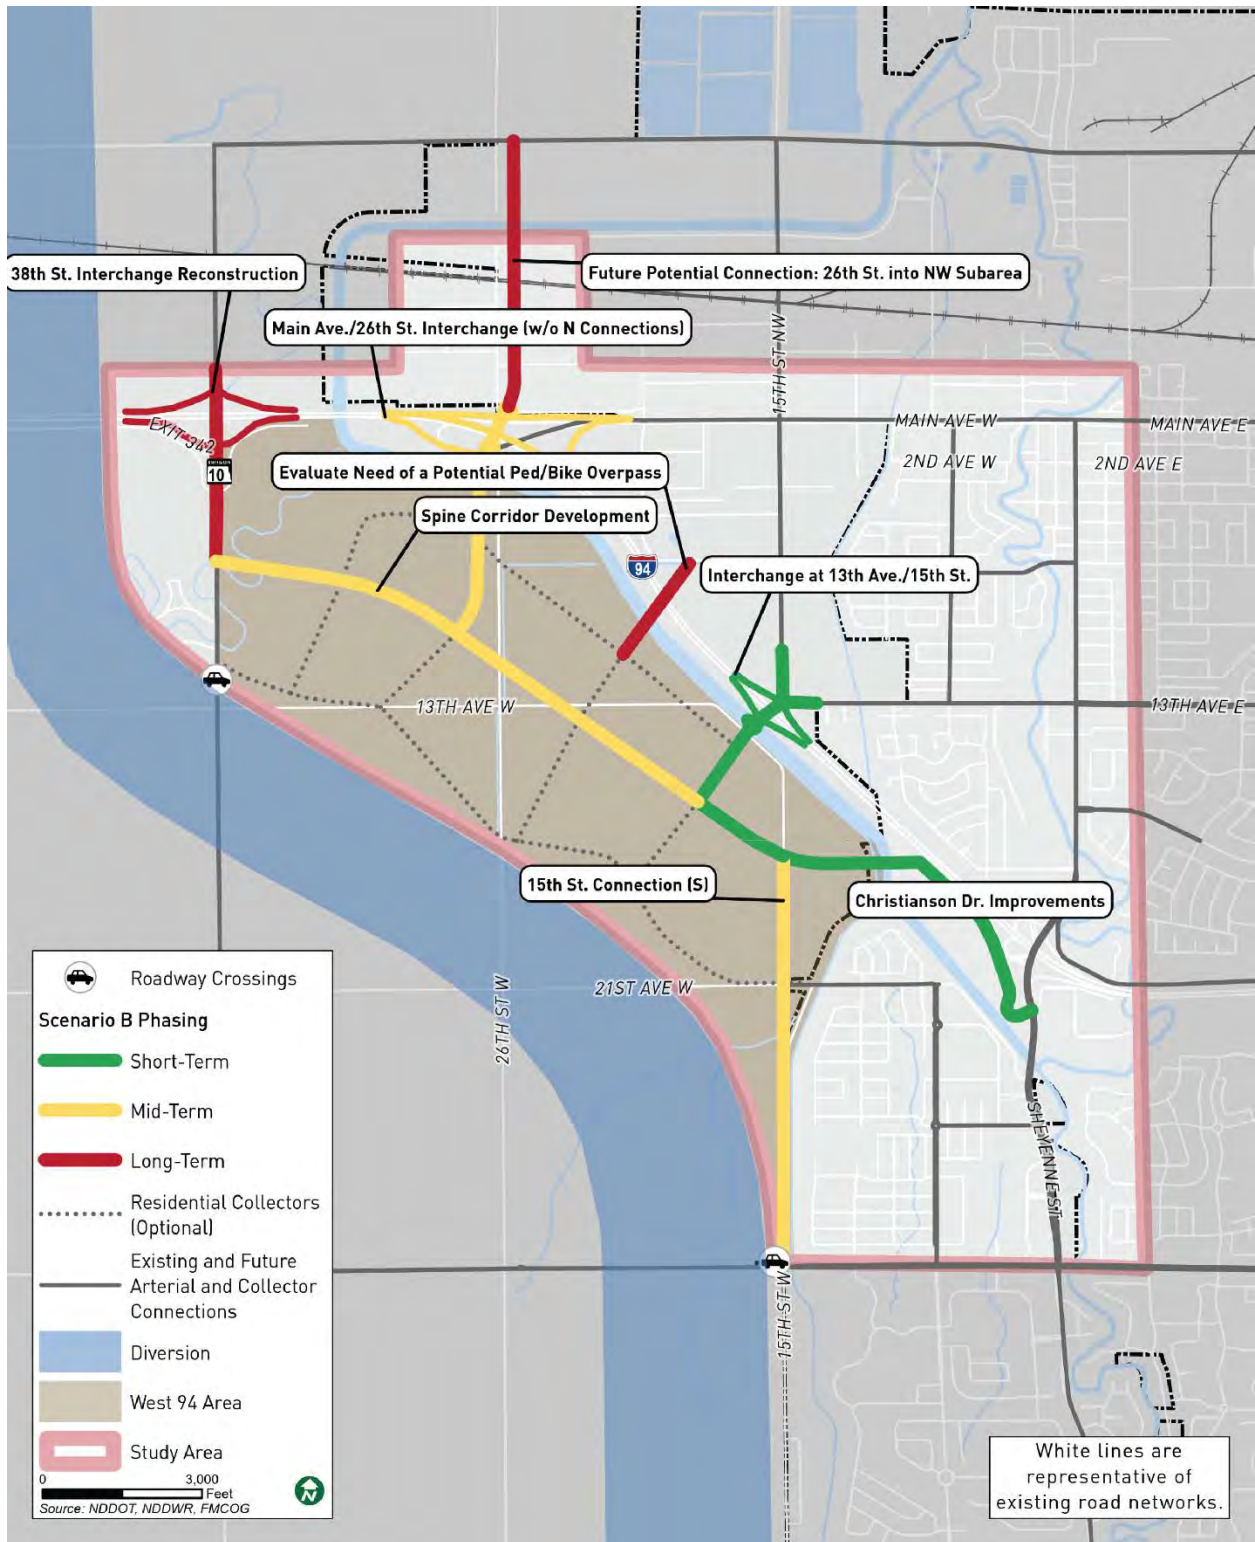 38th St. Interchange Reconstruction
Future Potential Connection: 26th St. into NW Subarea
Main Ave./26th St. Interchange (w/o N Connections)
15TH ST NW
EXIT 342
10
MAIN AVE W
MAIN AVE E
2ND AVE W
2ND AVE E
Evaluate Need of a Potential Ped/Bike Overpass
Spine Corridor Development
94
Interchange at 13th Ave./15th St.
13TH AVE W
13TH AVE E
15th St. Connection (S)
Christianson Dr. Improvements
21ST AVE W
26TH ST W
SHEYENNE ST
15TH ST W
Roadway Crossings
Scenario B Phasing
Short-Term
Mid-Term
Long-Term
Residential Collectors
(Optional)
Existing and Future
Arterial and Collector
Connections
Diversion
West 94 Area
Study Area
0 3,000
Feet
N
Source: NDDOT, NDDWR, FMCOG
White lines are
representative of
existing road networks.